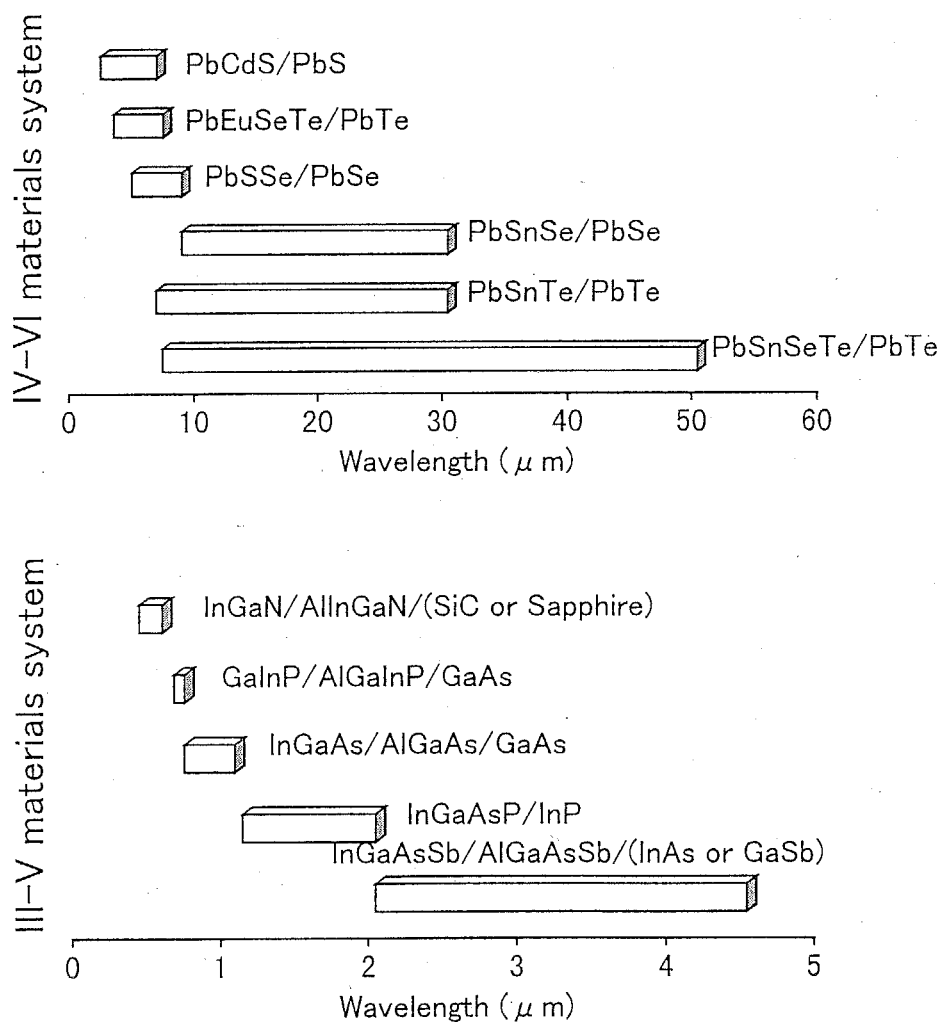 IV-VI materials system
PbCdS/PbS
PbEuSeTe/PbTe
PbSSe/PbSe
PbSnSe/PbSe
PbSnTe/PbTe
PbSnSeTe/PbTe
0 10 20 30 40 50 60
Wavelength (μm)
III-V materials system
InGaN/AlInGaN/(SiC or Sapphire)
GaInP/AlGaInP/GaAs
InGaAs/AlGaAs/GaAs
InGaAsP/InP
InGaAsSb/AlGaAsSb/(InAs or GaSb)
0 1 2 3 4 5
Wavelength (μm)